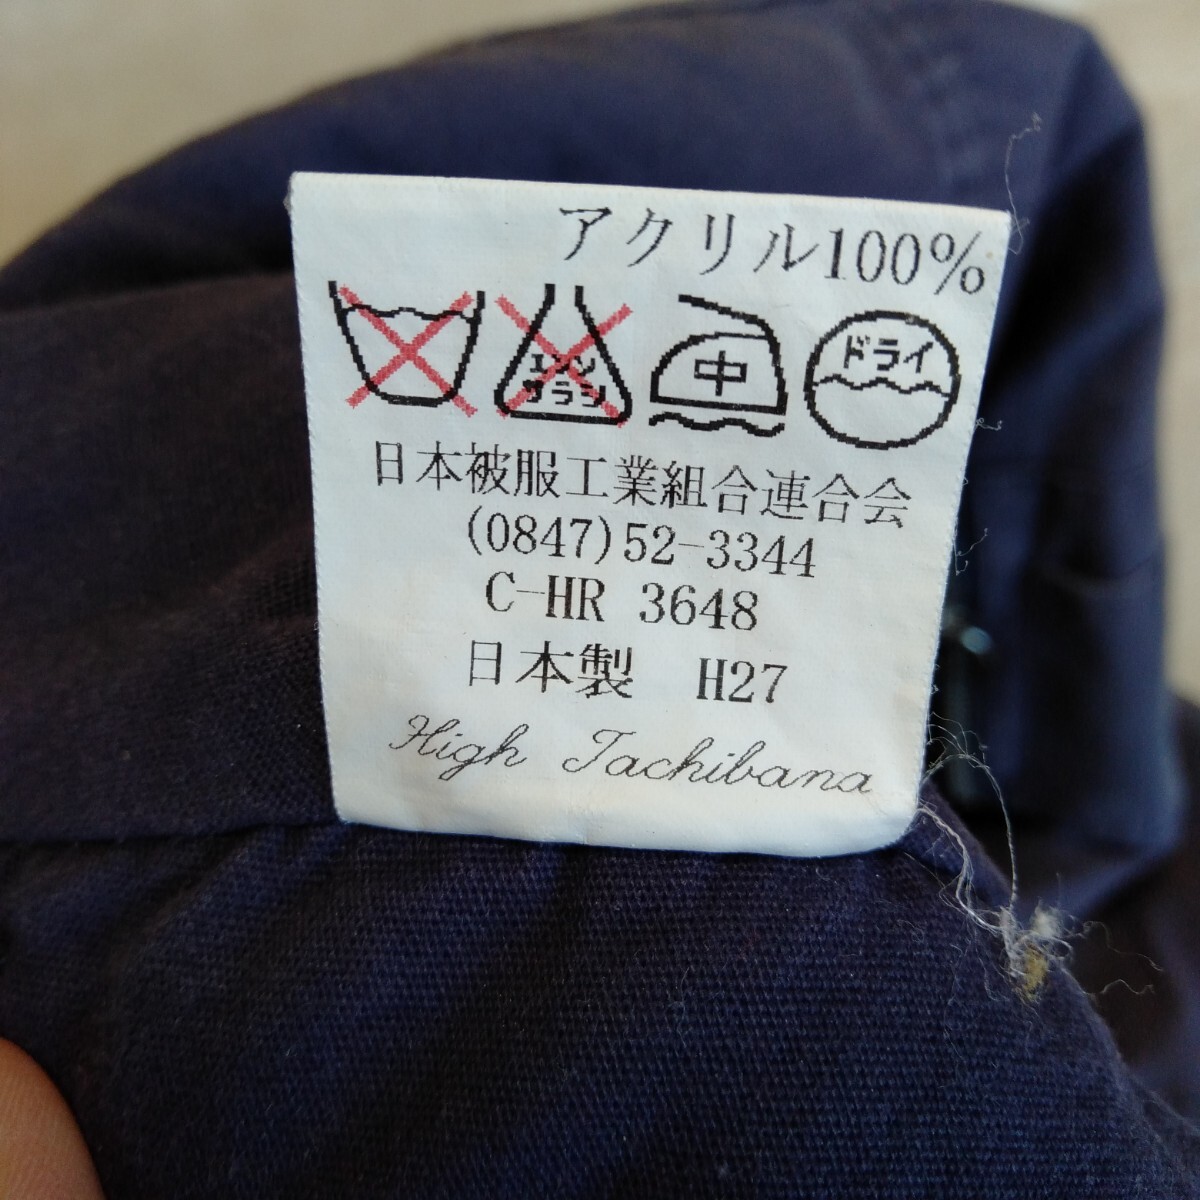 アクリル100%
エンソ
サラシ
中
ドライ
日本被服工業組合連合会
(0847)52-3344
C-HR 3648
日本製 H27
High Tachibana